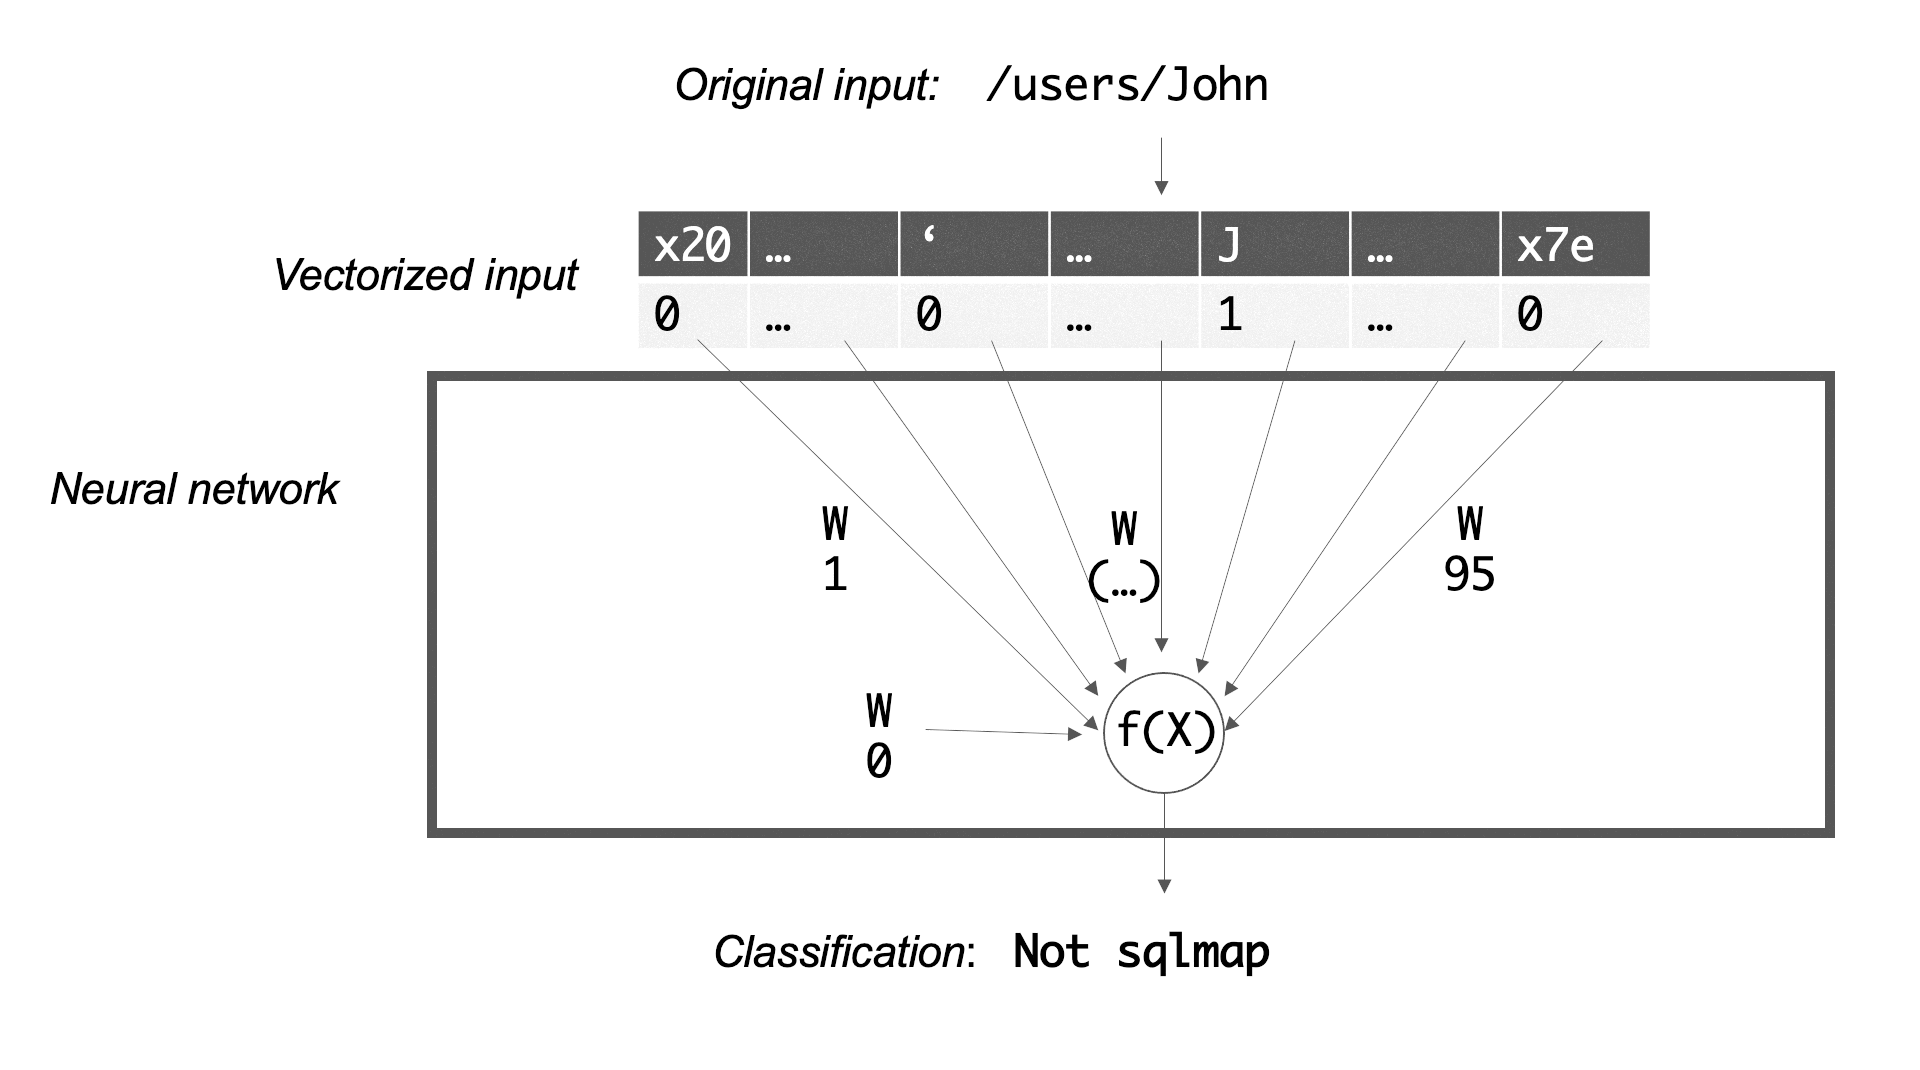 Original input: /users/John
x20 … ‘ … J … x7e
Vectorized input
0 … 0 … 1 … 0
Neural network
W W W
1 (…) 95
W
0
f(X)
Classification: Not sqlmap